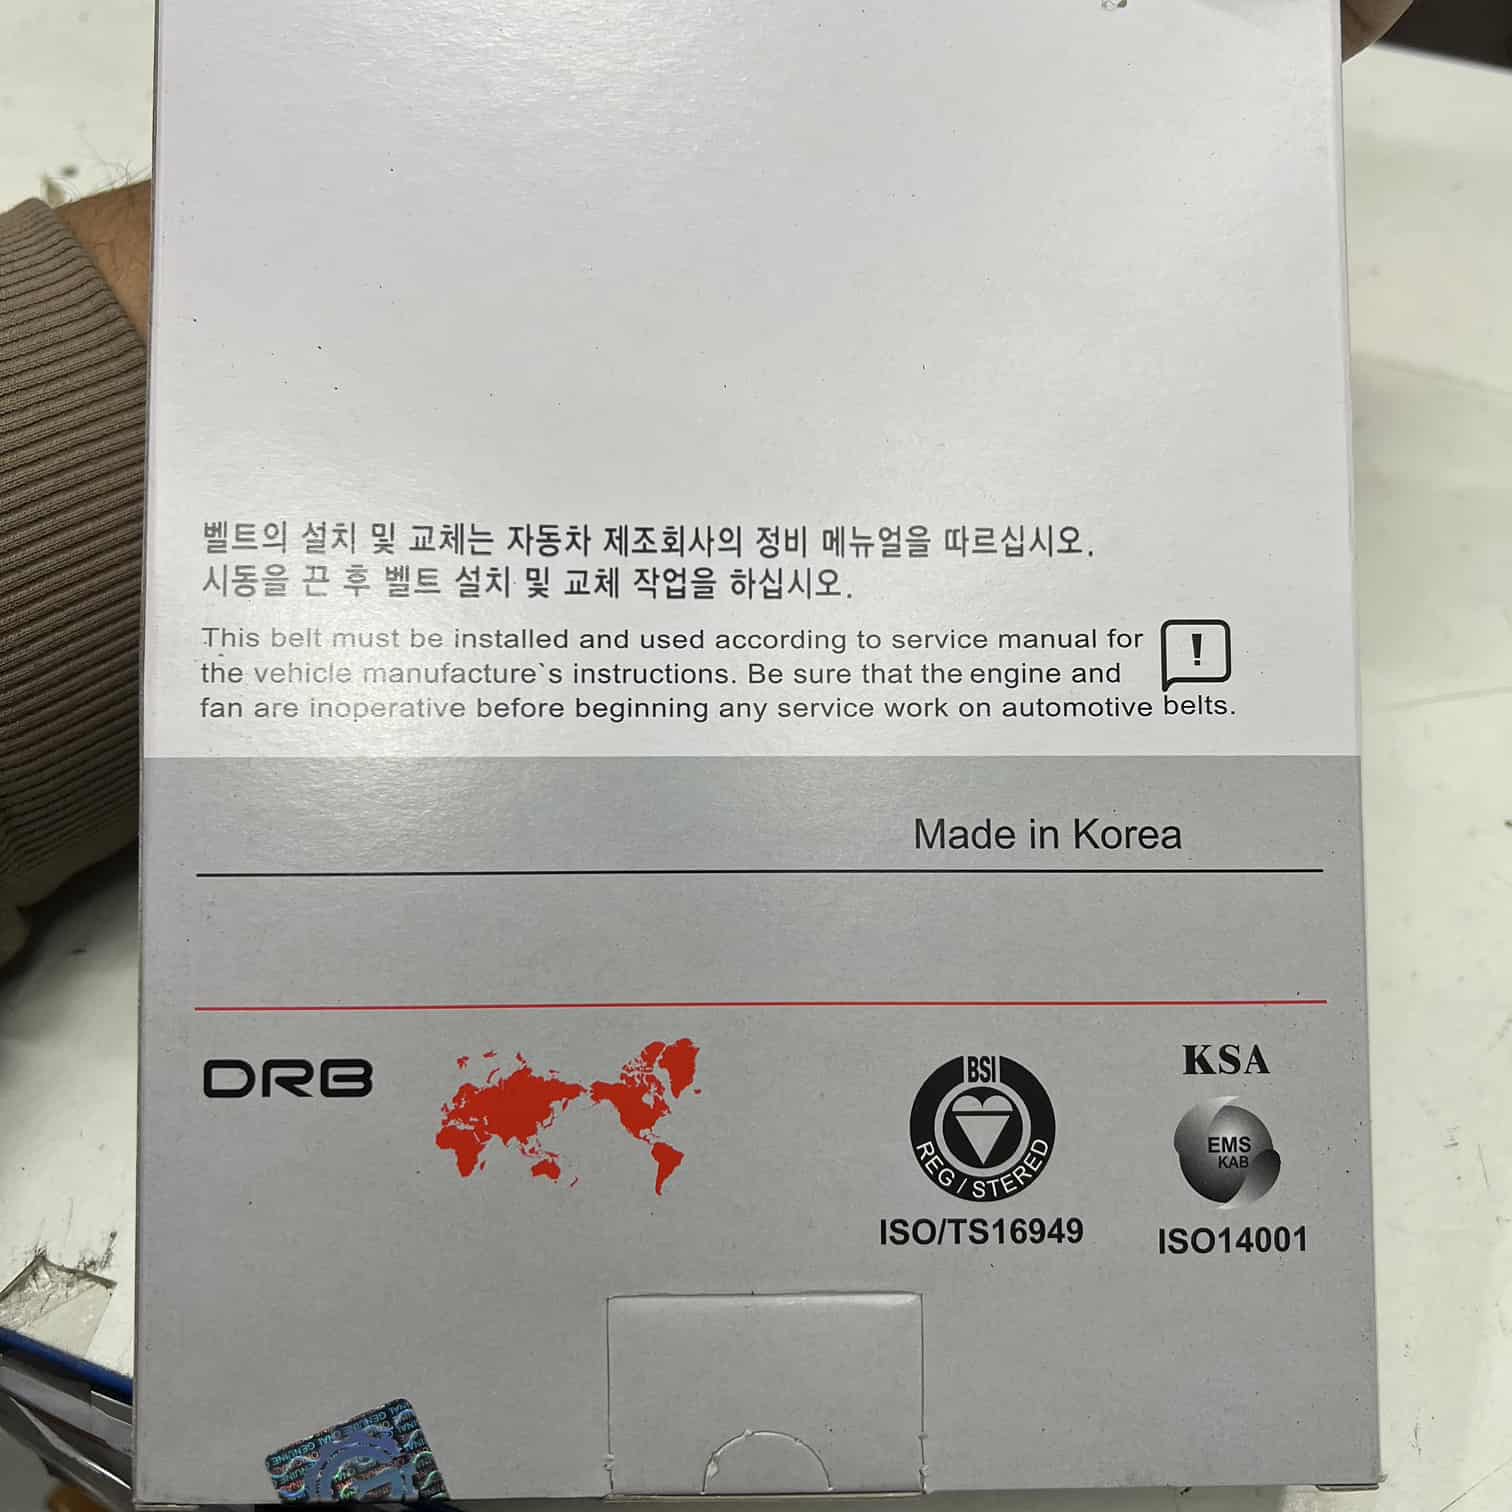 벨트의 설치 및 교체는 자동차 제조회사의 정비 메뉴얼을 따르십시오.
시동을 끈 후 벨트 설치 및 교체 작업을 하십시오.
This belt must be installed and used according to service manual for
the vehicle manufacture`s instructions. Be sure that the engine and
fan are inoperative before beginning any service work on automotive belts.
!
Made in Korea
DRB
BSI
REG/STERED
ISO/TS16949
KSA
EMS
KAB
ISO14001
GENUINE